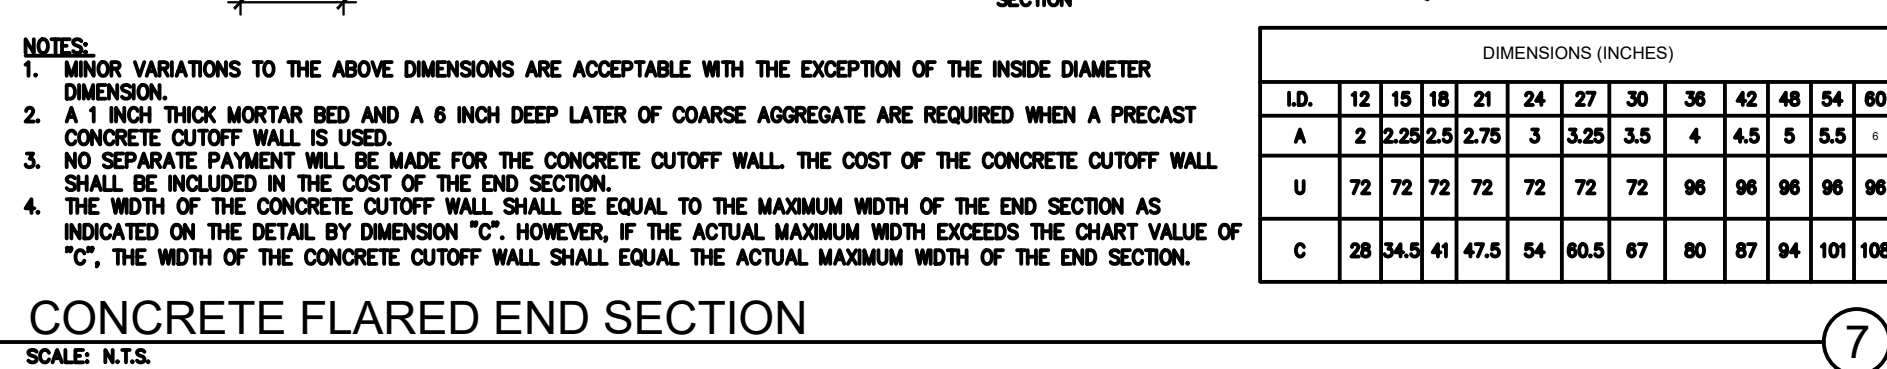 SECTION
NOTES:
1. MINOR VARIATIONS TO THE ABOVE DIMENSIONS ARE ACCEPTABLE WITH THE EXCEPTION OF THE INSIDE DIAMETER
DIMENSION.
2. A 1 INCH THICK MORTAR BED AND A 6 INCH DEEP LATER OF COARSE AGGREGATE ARE REQUIRED WHEN A PRECAST
CONCRETE CUTOFF WALL IS USED.
3. NO SEPARATE PAYMENT WILL BE MADE FOR THE CONCRETE CUTOFF WALL. THE COST OF THE CONCRETE CUTOFF WALL
SHALL BE INCLUDED IN THE COST OF THE END SECTION.
4. THE WIDTH OF THE CONCRETE CUTOFF WALL SHALL BE EQUAL TO THE MAXIMUM WIDTH OF THE END SECTION AS
INDICATED ON THE DETAIL BY DIMENSION "C". HOWEVER, IF THE ACTUAL MAXIMUM WIDTH EXCEEDS THE CHART VALUE OF
"C", THE WIDTH OF THE CONCRETE CUTOFF WALL SHALL EQUAL THE ACTUAL MAXIMUM WIDTH OF THE END SECTION.
DIMENSIONS (INCHES)
I.D. 12 15 18 21 24 27 30 36 42 48 54 60
A 2 2.25 2.5 2.75 3 3.25 3.5 4 4.5 5 5.5 6
U 72 72 72 72 72 72 72 96 96 96 96 96
C 28 34.5 41 47.5 54 60.5 67 80 87 94 101 108
CONCRETE FLARED END SECTION
7
SCALE: N.T.S.